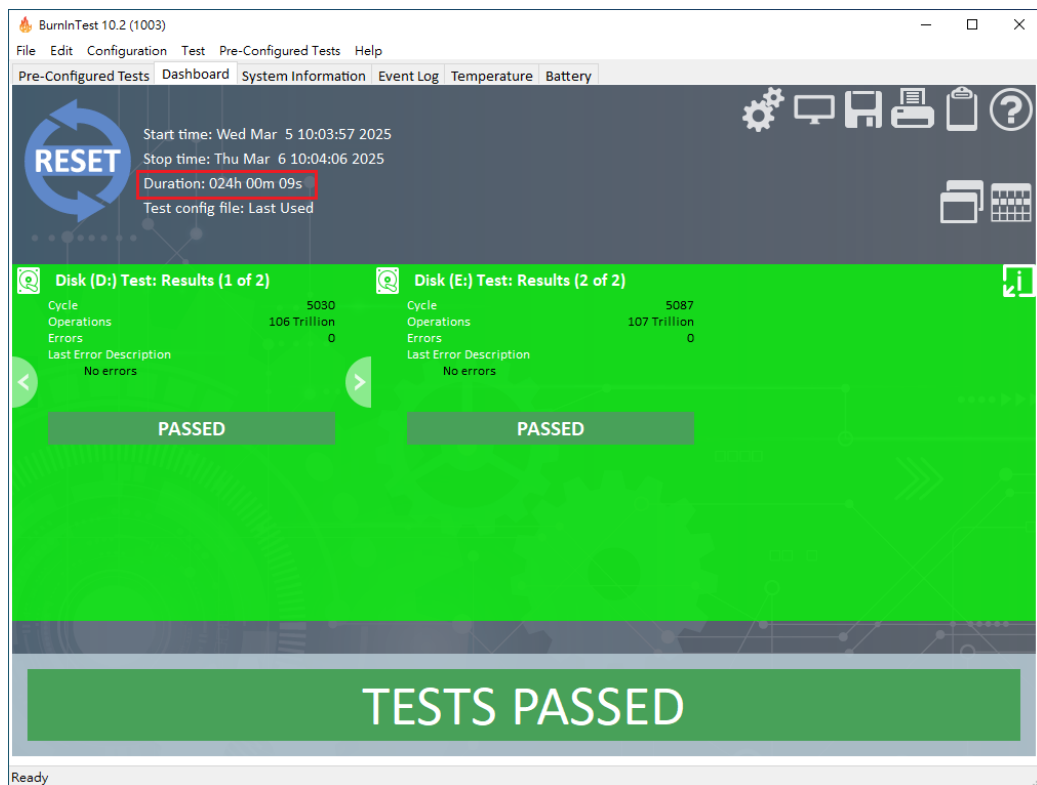 BurnInTest 10.2 (1003)
File Edit Configuration Test Pre-Configured Tests Help
Pre-Configured Tests Dashboard System Information Event Log Temperature Battery
RESET
Start time: Wed Mar 5 10:03:57 2025
Stop time: Thu Mar 6 10:04:06 2025
Duration: 024h 00m 09s
Test config file: Last Used
Disk (D:) Test: Results (1 of 2)
Cycle 5030
Operations 106 Trillion
Errors 0
Last Error Description
No errors
PASSED
Disk (E:) Test: Results (2 of 2)
Cycle 5087
Operations 107 Trillion
Errors 0
Last Error Description
No errors
PASSED
TESTS PASSED
Ready